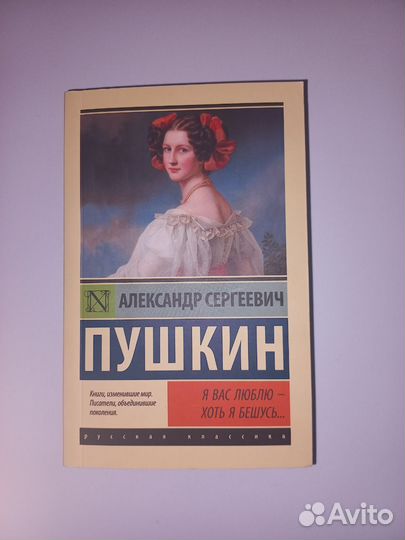 N
АЛЕКСАНДР СЕРГЕЕВИЧ
ПУШКИН
Книги, изменившие мир.
Писатели, объединившие
поколения.
Я ВАС ЛЮБЛЮ –
ХОТЬ Я БЕШУСЬ...
русская классика
Avito